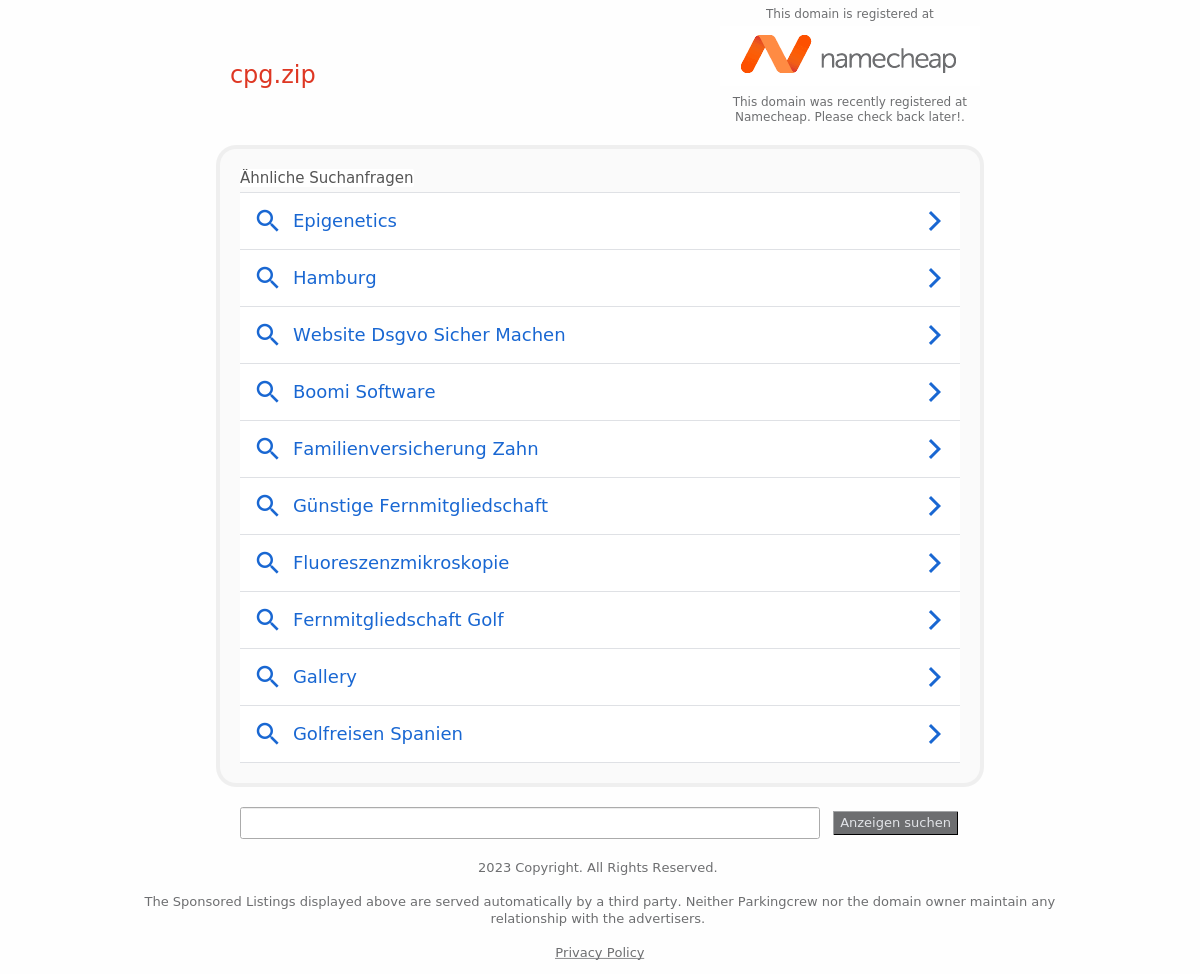 This domain is registered at
namecheap
cpg.zip
This domain was recently registered at
Namecheap. Please check back later!.
Ähnliche Suchanfragen
Epigenetics
Hamburg
Website Dsgvo Sicher Machen
Boomi Software
Familienversicherung Zahn
Günstige Fernmitgliedschaft
Fluoreszenzmikroskopie
Fernmitgliedschaft Golf
Gallery
Golfreisen Spanien
Anzeigen suchen
2023 Copyright. All Rights Reserved.
The Sponsored Listings displayed above are served automatically by a third party. Neither Parkingcrew nor the domain owner maintain any
relationship with the advertisers.
Privacy Policy